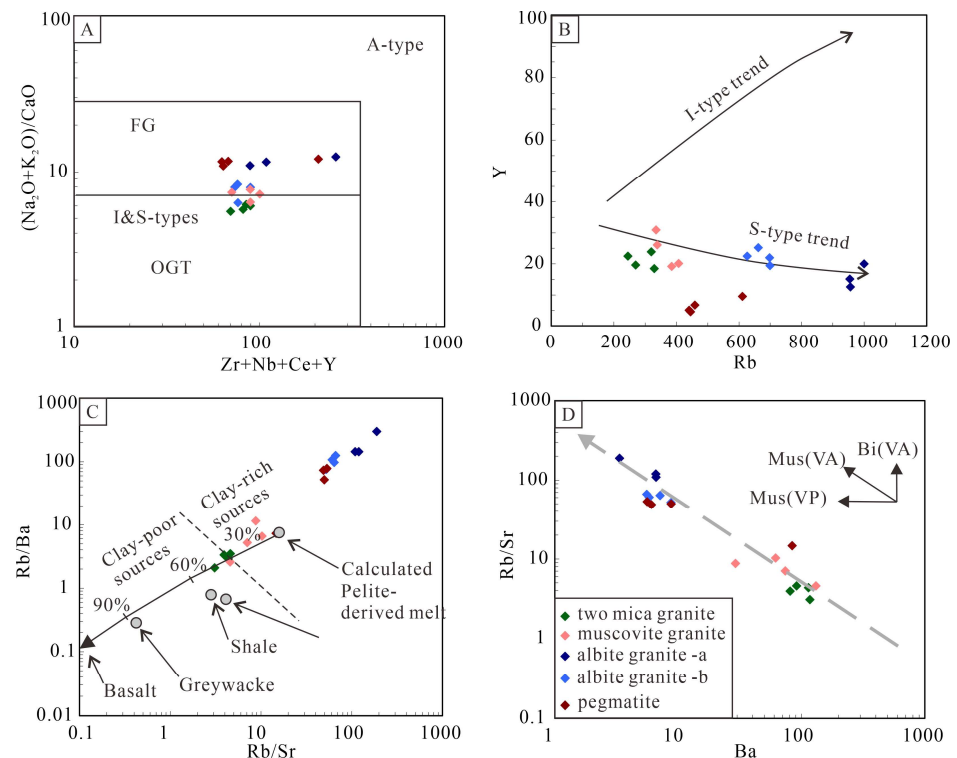 A
100
A-type
FG
10
I&S-types
OGT
1
10
100
1000
(Na₂O+K₂O)/CaO
Zr+Nb+Ce+Y
B
100
80
60
40
20
0
I-type trend
S-type trend
Y
0
200
400
600
800
1000
1200
Rb
C
1000
100
10
1
0.1
0.01
Rb/Ba
Clay-poor
sources
Clay-rich
sources
30%
60%
90%
Calculated
Pelite-
derived melt
Shale
Greywacke
Basalt
0.1
1
10
100
1000
Rb/Sr
D
1000
100
10
1
0.1
Rb/Sr
Mus(VA)
Bi(VA)
Mus(VP)
two mica granite
muscovite granite
albite granite -a
albite granite -b
pegmatite
1
10
100
1000
Ba